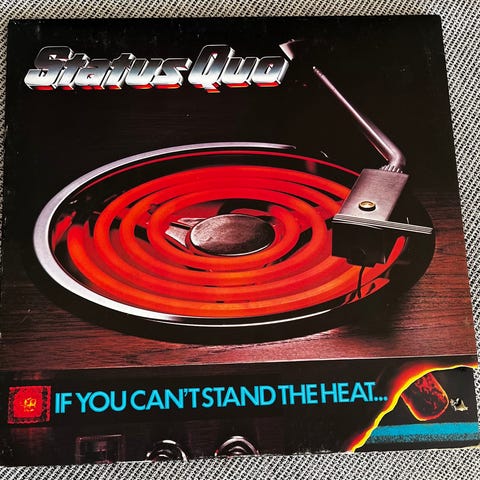 Status Quo
IF YOU CAN'T STAND THE HEAT...